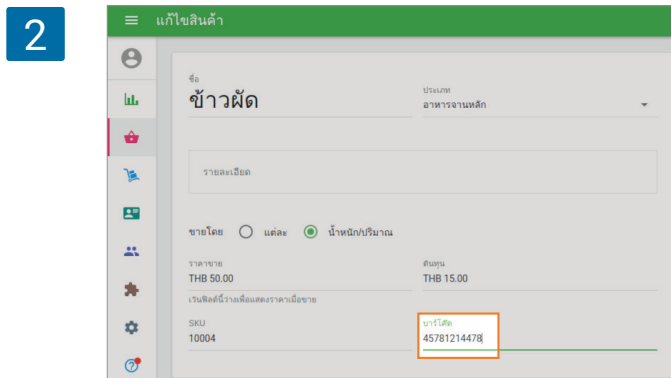 2
แก้ไขสินค้า
ชื่อ
ข้าวผัด
ประเภท
อาหารจานหลัก
รายละเอียด
ขายโดย แต่ละ น้ำหนัก/ปริมาณ
ราคาขาย
THB 50.00
ต้นทุน
THB 15.00
เว้นฟิลด์นี้ว่างเพื่อแสดงราคาเมื่อขาย
SKU
10004
บาร์โค้ด
45781214478